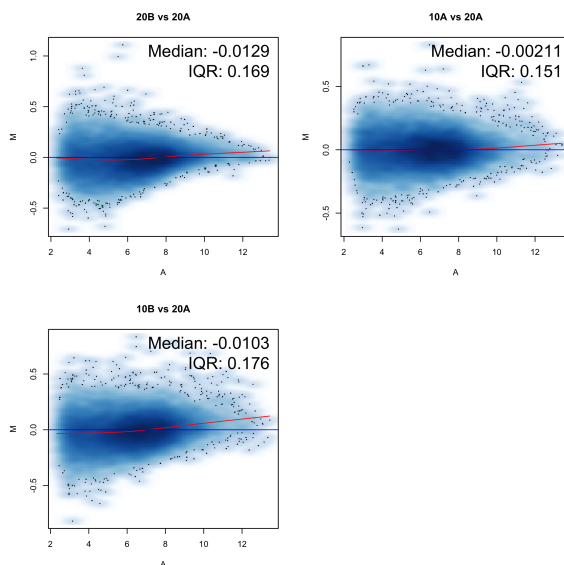 20B vs 20A
Median: -0.0129
IQR: 0.169
M
1.0
0.5
0.0
-0.5
2 4 6 8 10 12
A
10A vs 20A
Median: -0.00211
IQR: 0.151
M
0.5
0.0
-0.5
2 4 6 8 10 12
A
10B vs 20A
Median: -0.0103
IQR: 0.176
M
0.5
0.0
-0.5
2 4 6 8 10 12
A